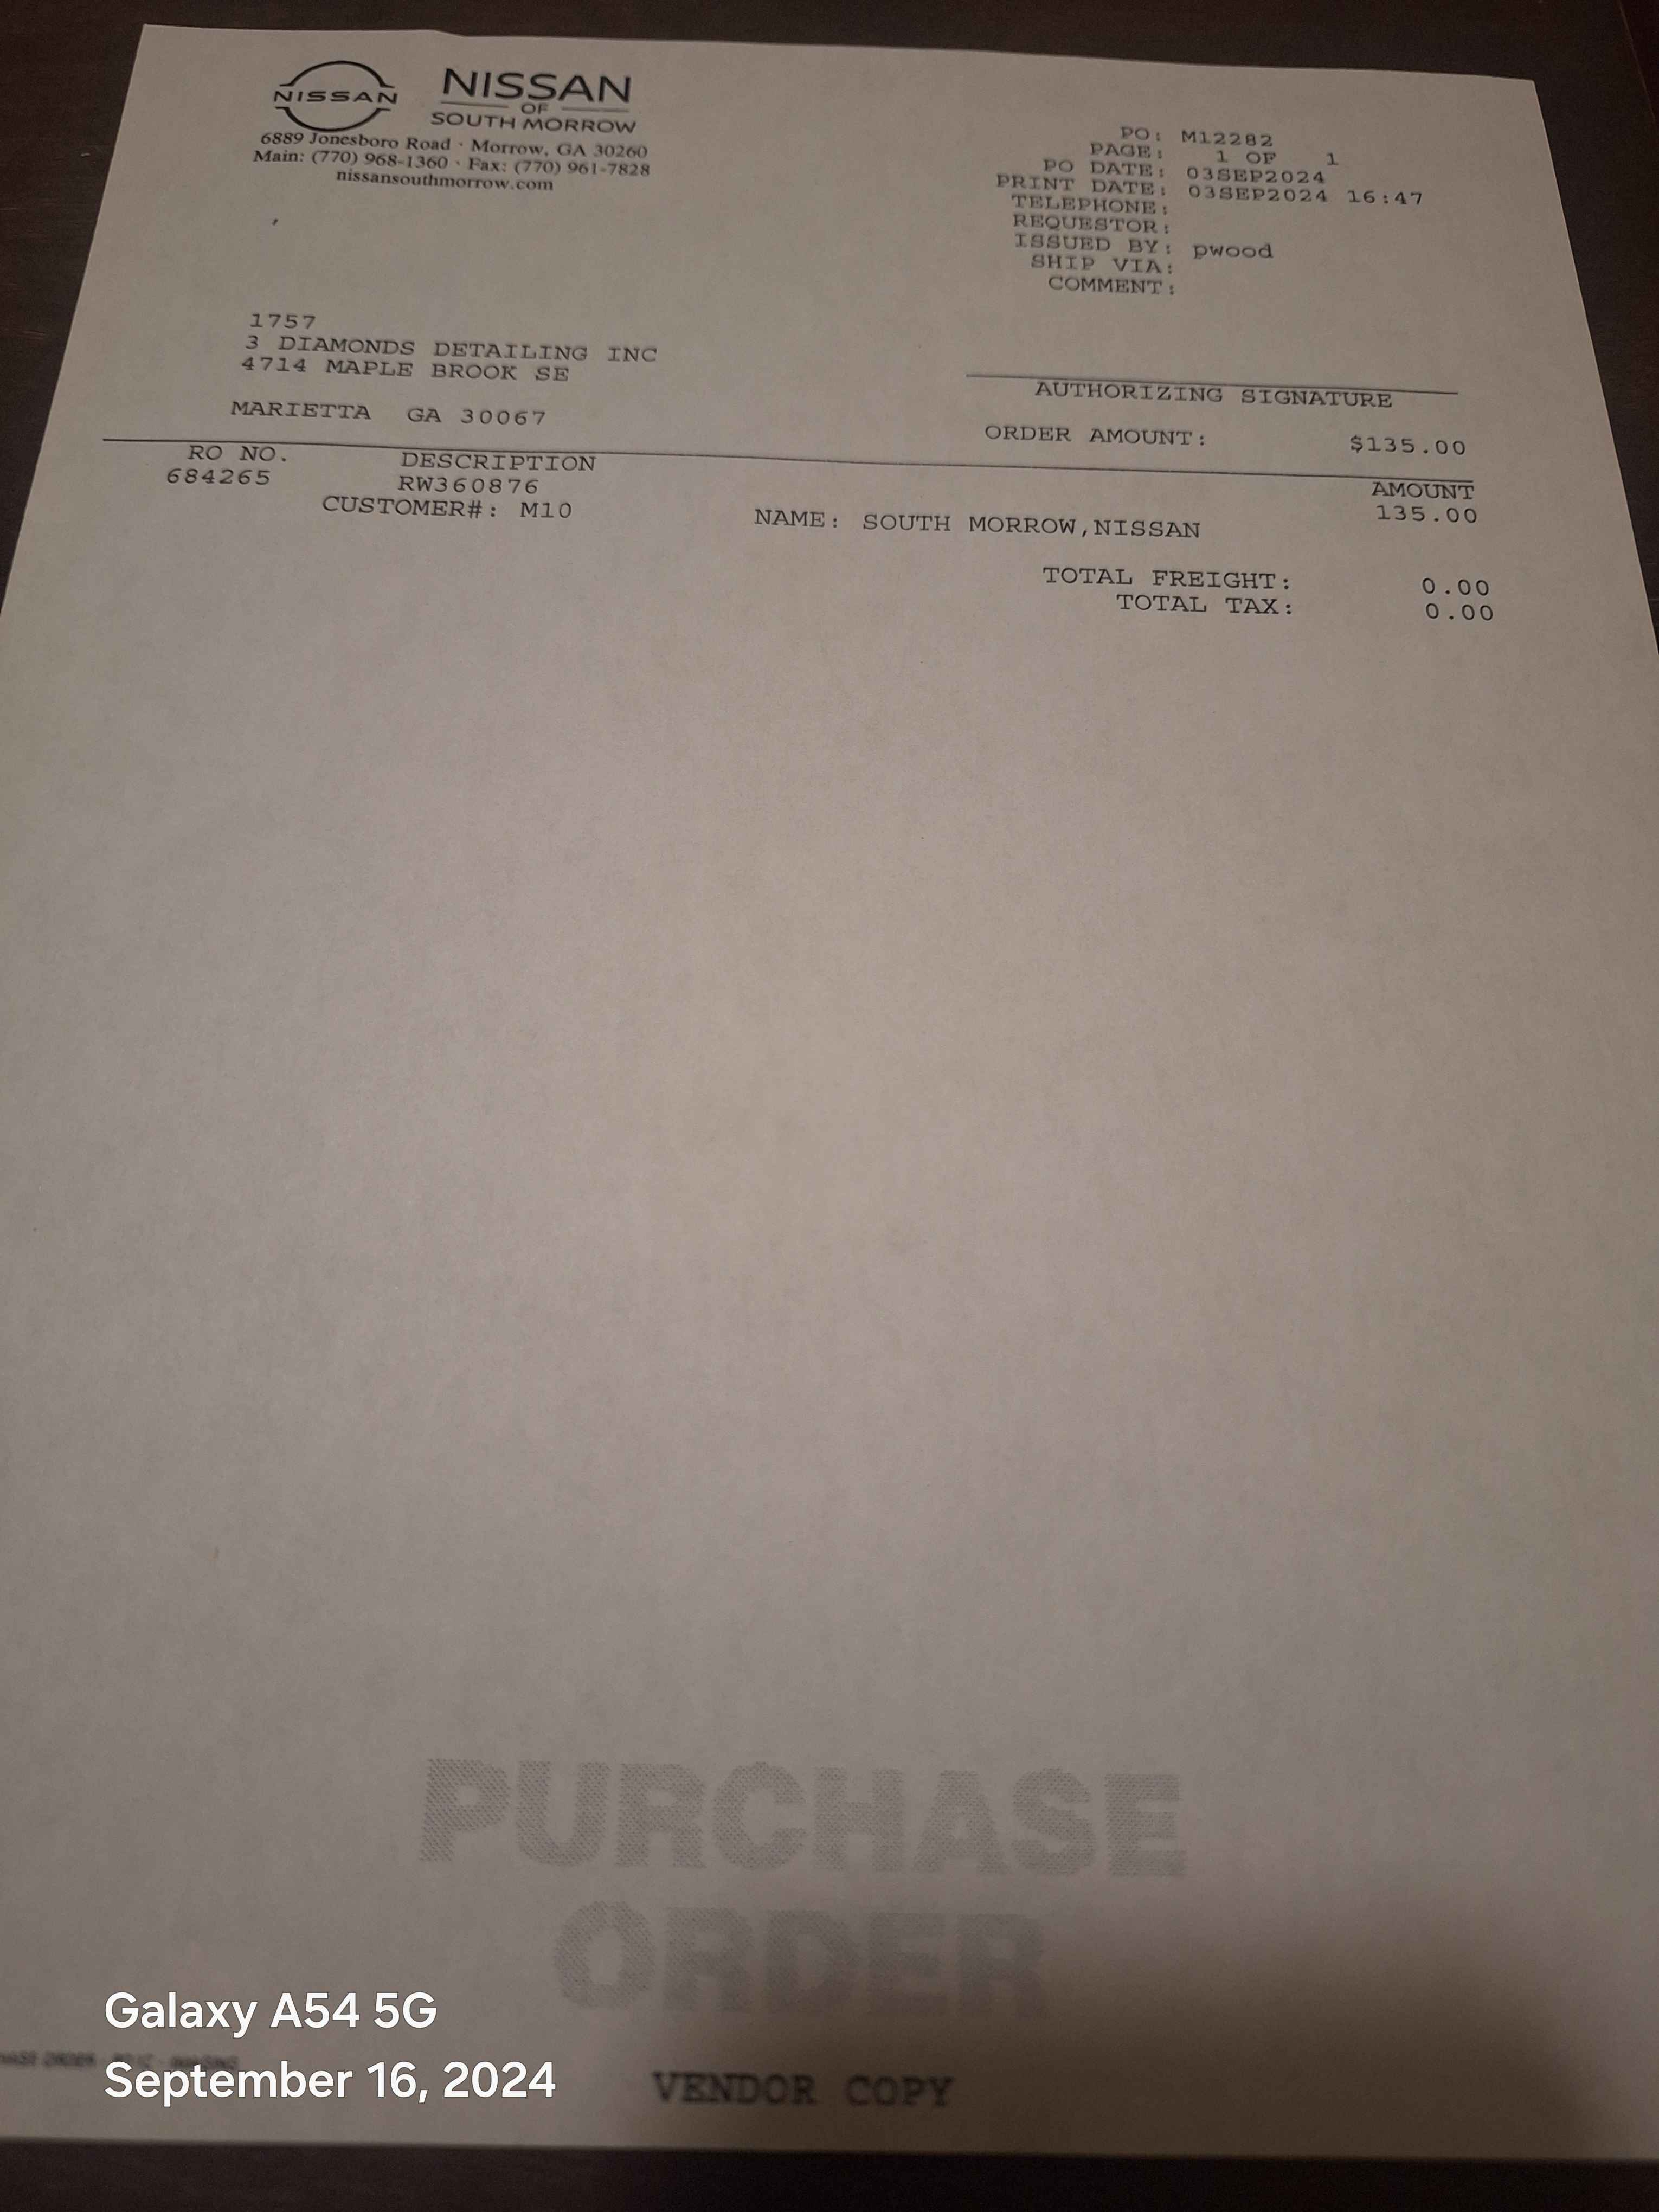 NISSAN
NISSAN
OF
SOUTH MORROW
6889 Jonesboro Road · Morrow, GA 30260
Main: (770) 968-1360 · Fax: (770) 961-7828
nissansouthmorrow.com
PO: M12282
PAGE: 1 OF 1
PO DATE: 03SEP2024
PRINT DATE: 03SEP2024 16:47
TELEPHONE:
REQUESTOR:
ISSUED BY: pwood
SHIP VIA:
COMMENT:
1757
3 DIAMONDS DETAILING INC
4714 MAPLE BROOK SE
MARIETTA GA 30067
AUTHORIZING SIGNATURE
ORDER AMOUNT: $135.00
RO NO. DESCRIPTION AMOUNT
684265 RW360876 135.00
CUSTOMER#: M10 NAME: SOUTH MORROW,NISSAN
TOTAL FREIGHT: 0.00
TOTAL TAX: 0.00
PURCHASE
ORDER
Galaxy A54 5G
September 16, 2024
VENDOR COPY